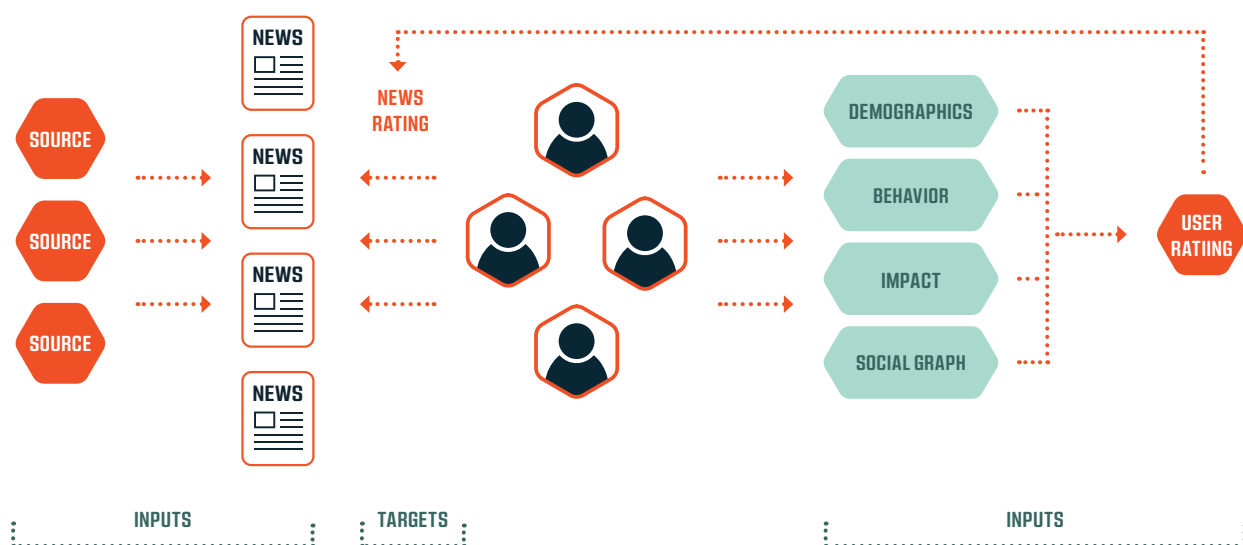 SOURCE
SOURCE
SOURCE
NEWS
NEWS
NEWS
NEWS
NEWS
RATING
DEMOGRAPHICS
BEHAVIOR
IMPACT
SOCIAL GRAPH
USER
RATIING
INPUTS
TARGETS
INPUTS